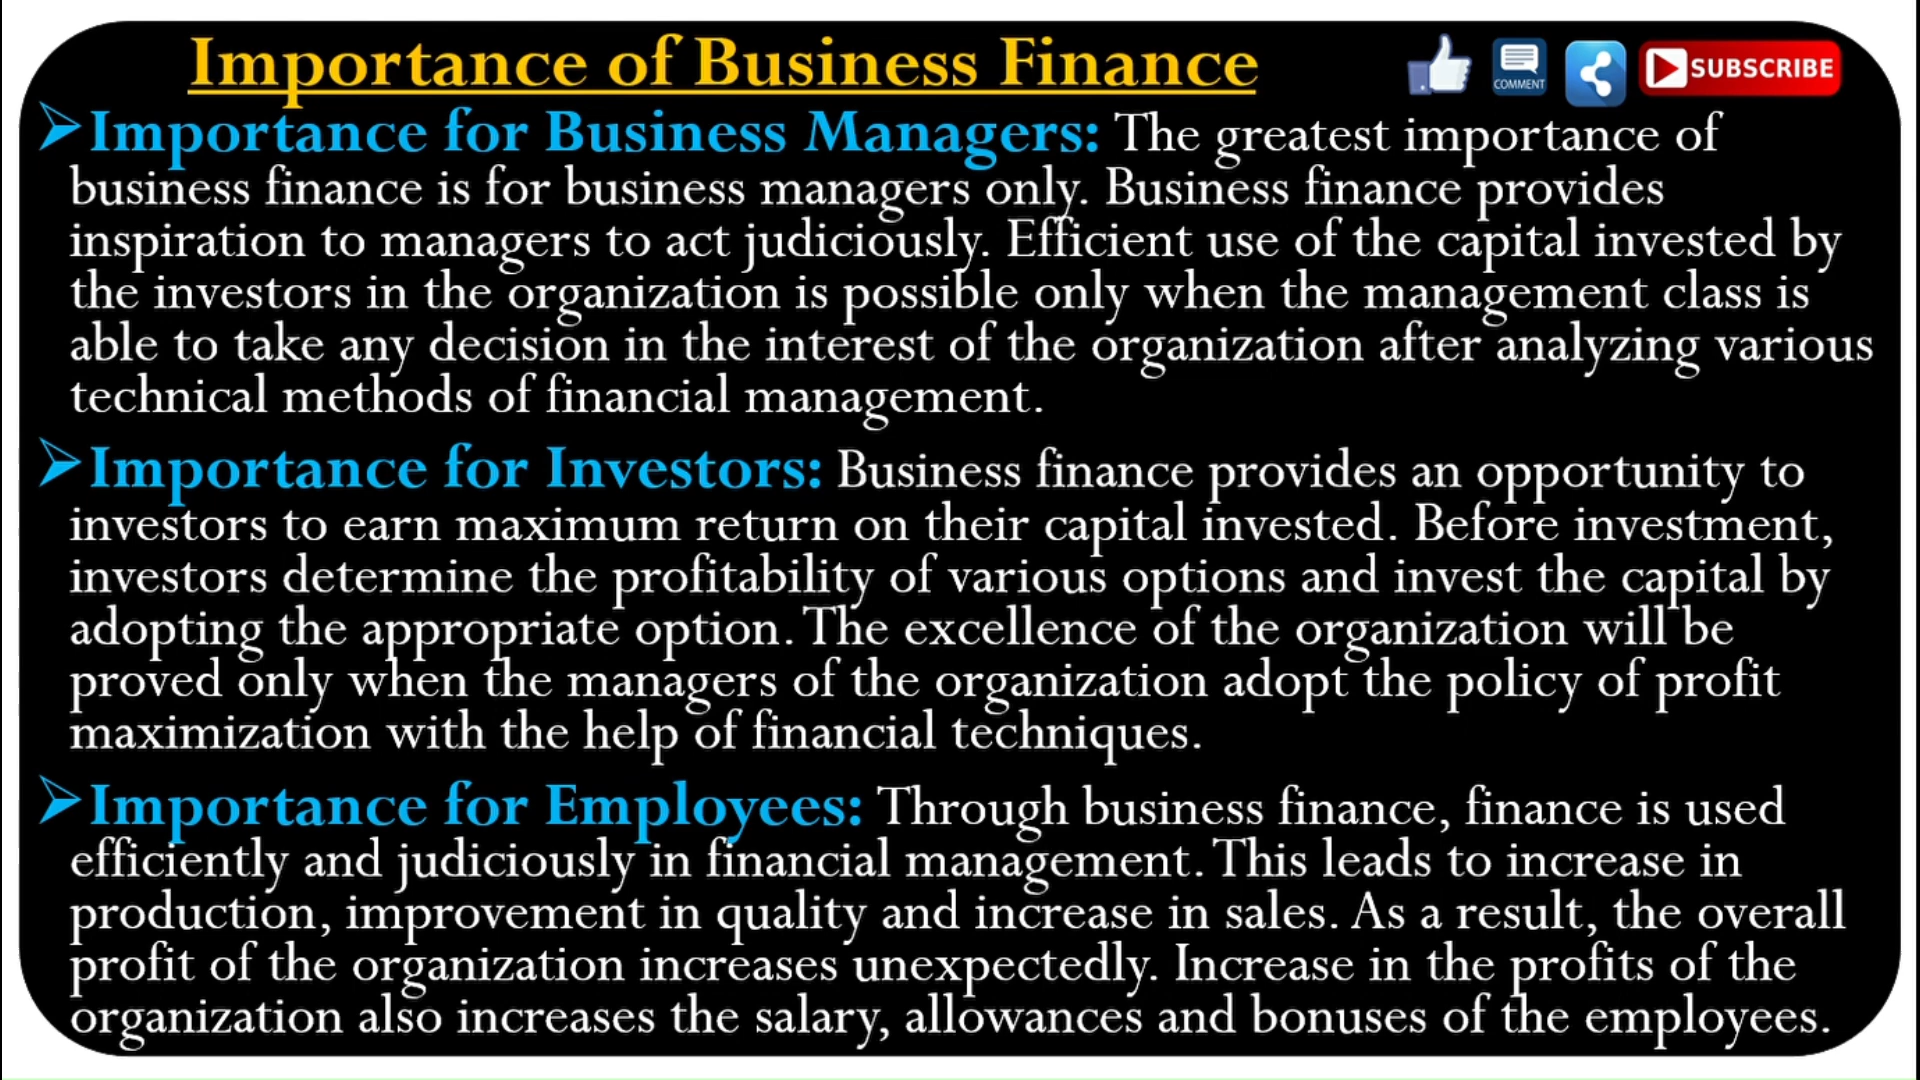 Importance of Business Finance
COMMENT
SUBSCRIBE
➢Importance for Business Managers: The greatest importance of
business finance is for business managers only. Business finance provides
inspiration to managers to act judiciously. Efficient use of the capital invested by
the investors in the organization is possible only when the management class is
able to take any decision in the interest of the organization after analyzing various
technical methods of financial management.
➢Importance for Investors: Business finance provides an opportunity to
investors to earn maximum return on their capital invested. Before investment,
investors determine the profitability of various options and invest the capital by
adopting the appropriate option. The excellence of the organization will be
proved only when the managers of the organization adopt the policy of profit
maximization with the help of financial techniques.
➢Importance for Employees: Through business finance, finance is used
efficiently and judiciously in financial management. This leads to increase in
production, improvement in quality and increase in sales. As a result, the overall
profit of the organization increases unexpectedly. Increase in the profits of the
organization also increases the salary, allowances and bonuses of the employees.